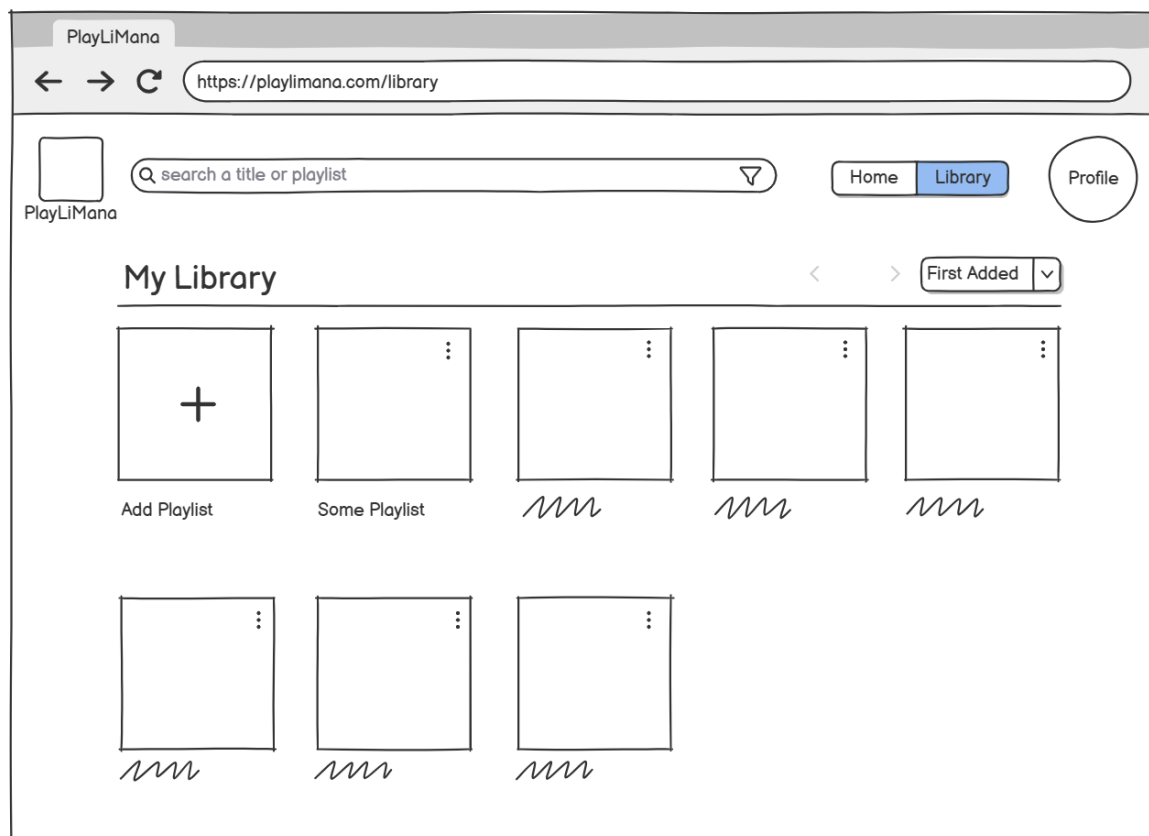 PlayLiMana
https://playlimana.com/library
search a title or playlist
Home
Library
Profile
PlayLiMana
My Library
First Added
Add Playlist
Some Playlist